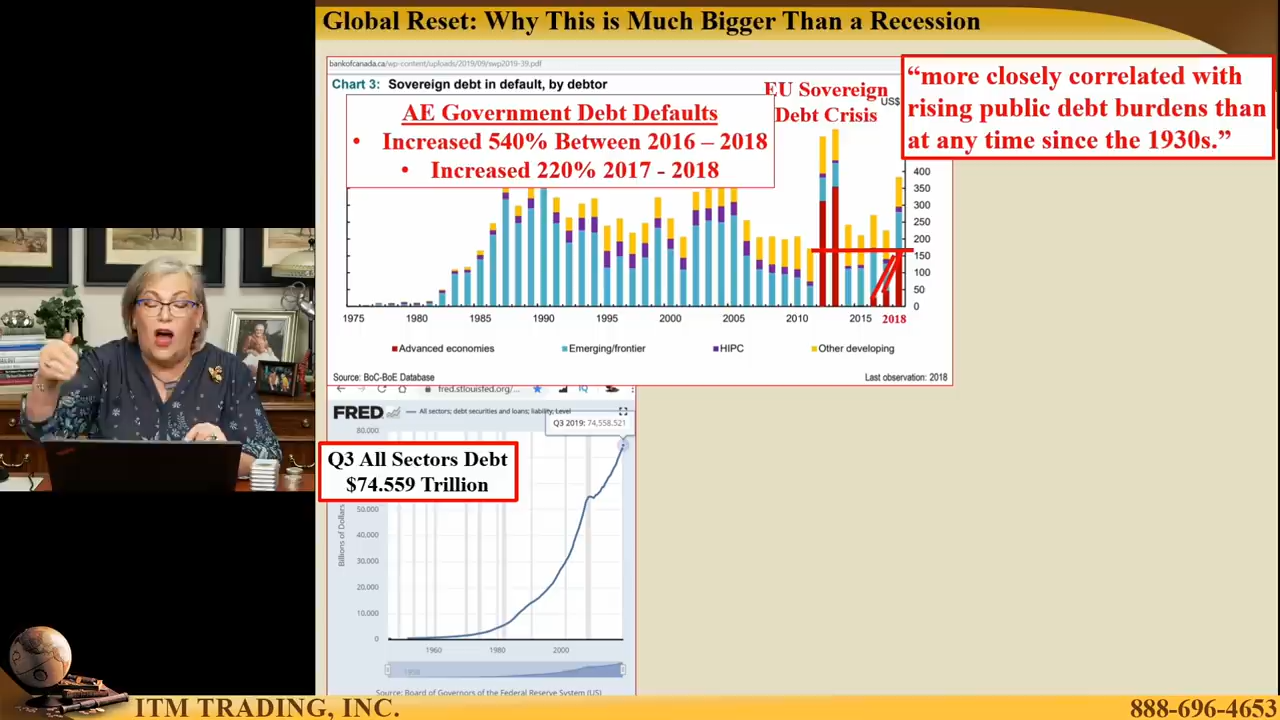 Global Reset: Why This is Much Bigger Than a Recession
bankofcanada.ca/wp-content/uploads/2019/09/swp2019-39.pdf
Chart 3: Sovereign debt in default, by debtor
AE Government Debt Defaults
• Increased 540% Between 2016 – 2018
• Increased 220% 2017 - 2018
EU Sovereign
Debt Crisis
US$
“more closely correlated with
rising public debt burdens than
at any time since the 1930s.”
400
350
300
250
200
150
100
50
0
1975 1980 1985 1990 1995 2000 2005 2010 2015 2018
Advanced economies Emerging/frontier HIPC Other developing
Source: BoC-BoE Database Last observation: 2018
fred.stlouisfed.org/...
FRED All sectors; debt securities and loans; liability, Level
Q3 2019: 74,558.521
80,000
Q3 All Sectors Debt
$74.559 Trillion
50,000
40,000
30,000
20,000
10,000
0
Billions of Dollars
1960 1980 2000
1950
Source: Board of Governors of the Federal Reserve System (US)
ITM TRADING, INC. 888-696-4653